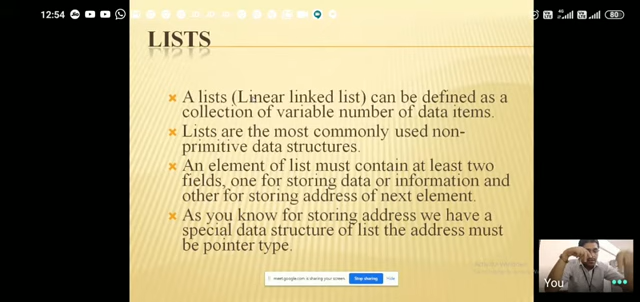 12:54
80
LISTS
A lists (Linear linked list) can be defined as a
collection of variable number of data items.
Lists are the most commonly used non-
primitive data structures.
An element of list must contain at least two
fields, one for storing data or information and
other for storing address of next element.
As you know for storing address we have a
special data structure of list the address must
be pointer type.
meet.google.com is sharing your screen.
Stop sharing
Hide
You